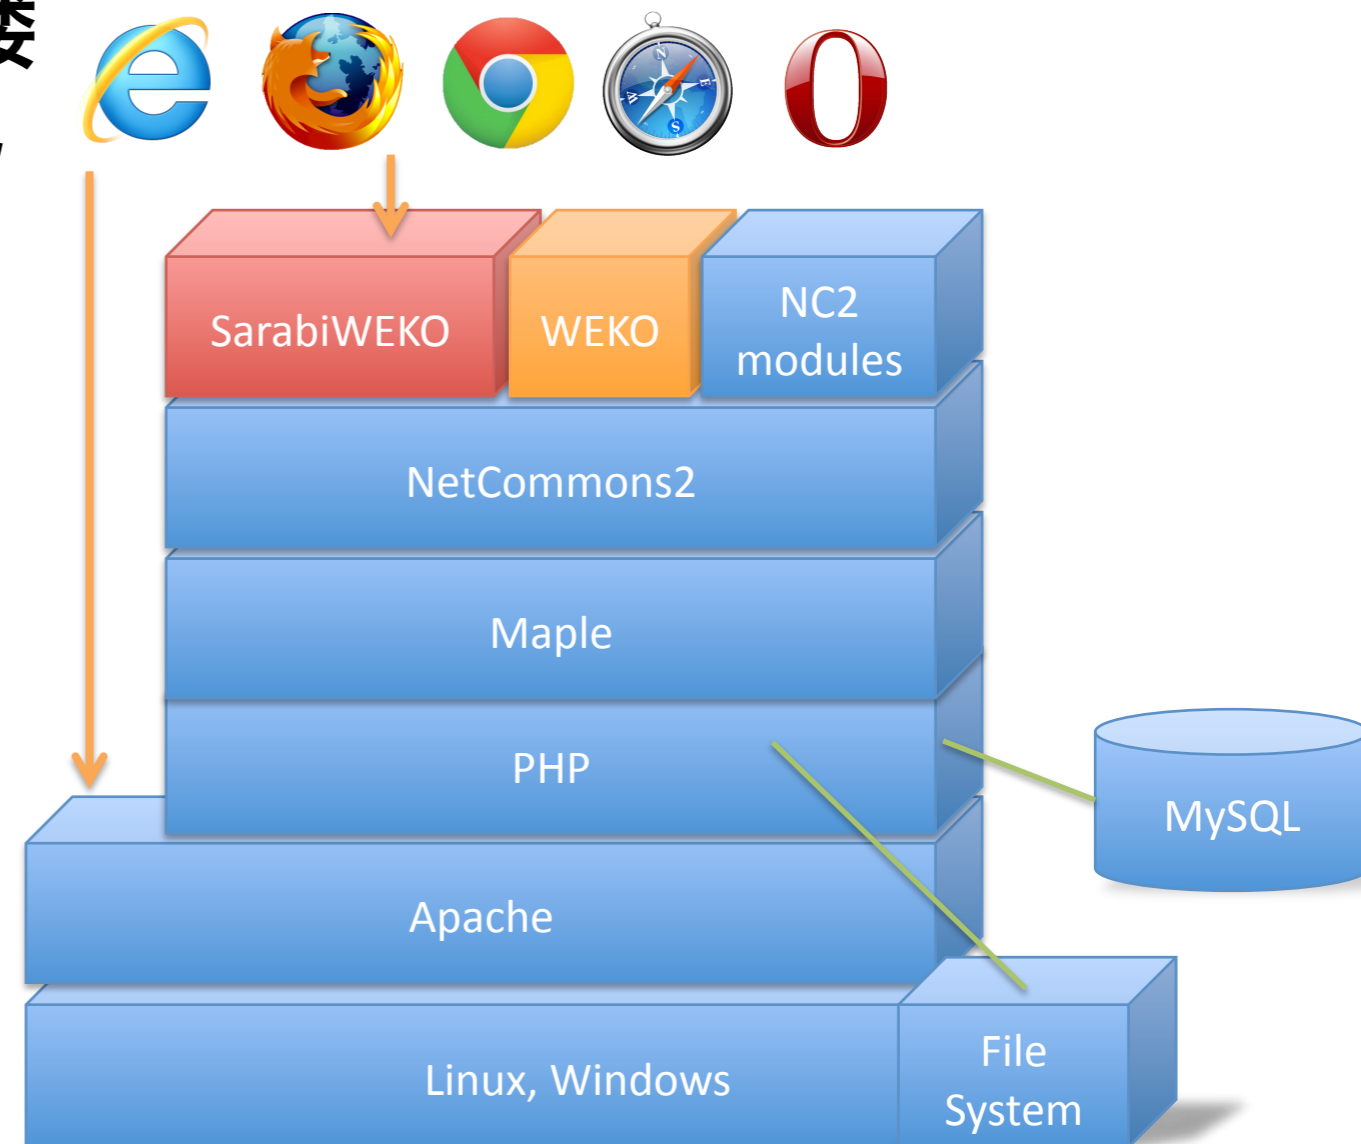 SarabiWEKO
WEKO
NC2
modules
NetCommons2
Maple
PHP
MySQL
Apache
Linux, Windows
File
System